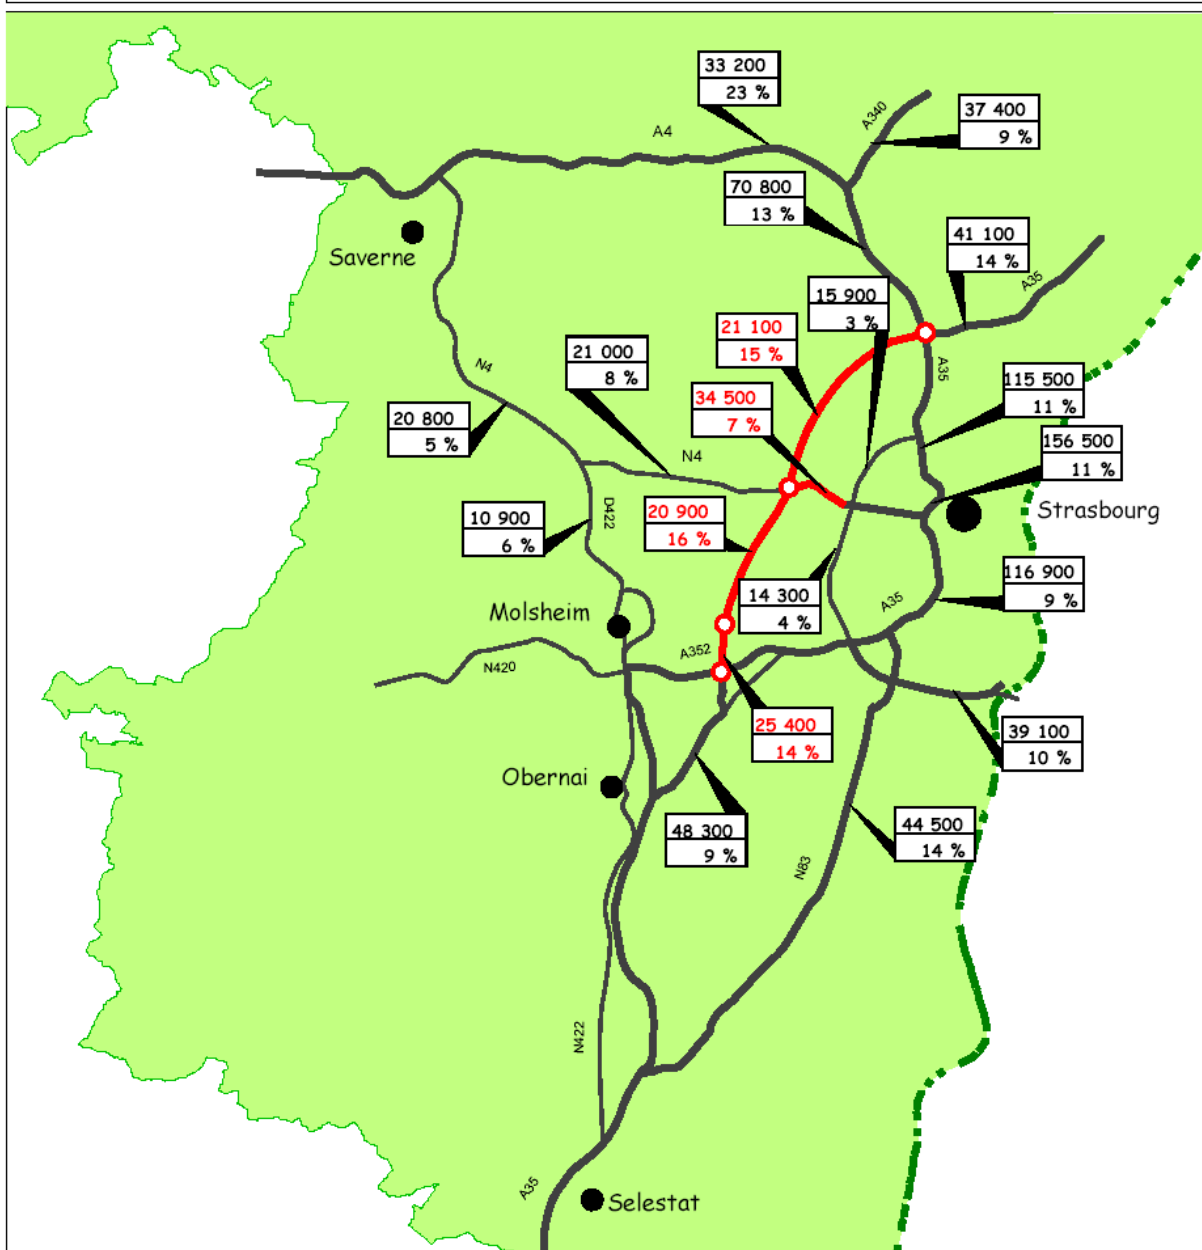 33 200
23 %
A340
37 400
9 %
A4
70 800
13 %
41 100
14 %
Saverne
A35
15 900
3 %
21 100
15 %
21 000
8 %
N4
A35
115 500
11 %
34 500
7 %
20 800
5 %
N4
156 500
11 %
D422
20 900
16 %
Strasbourg
10 900
6 %
116 900
9 %
14 300
4 %
A35
Molsheim
A352
N420
25 400
14 %
39 100
10 %
Obernai
48 300
9 %
44 500
14 %
N83
N422
A35
Selestat